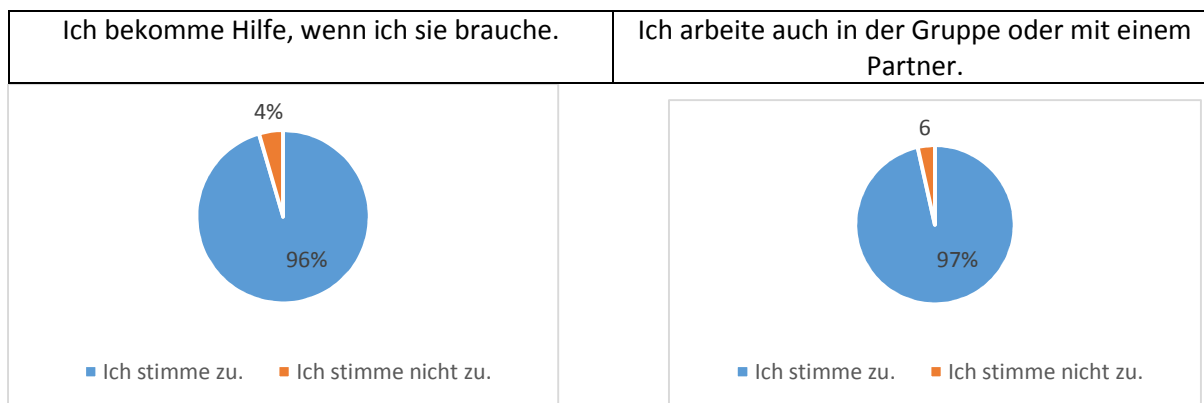 Ich bekomme Hilfe, wenn ich sie brauche.
Ich arbeite auch in der Gruppe oder mit einem
Partner.
4%
96%
Ich stimme zu. Ich stimme nicht zu.
6
97%
Ich stimme zu. Ich stimme nicht zu.